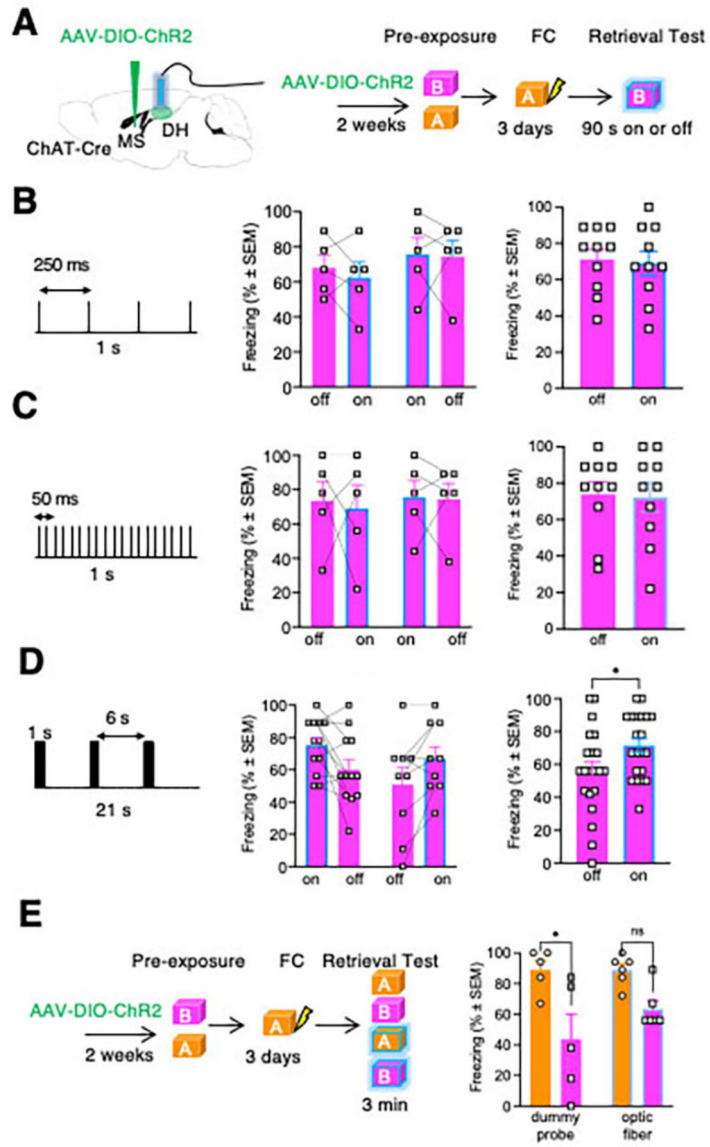 A
AAV-DIO-ChR2
ChAT-Cre
MS
DH
Pre-exposure FC Retrieval Test
AAV-DIO-ChR2
B
A
A
B
2 weeks 3 days 90 s on or off
B
250 ms
1 s
Freezing (% ± SEM)
100
80
60
40
20
0
off on on off
Freezing (% ± SEM)
100
80
60
40
20
0
off on
C
50 ms
1 s
Freezing (% ± SEM)
100
80
60
40
20
0
off on on off
Freezing (% ± SEM)
100
80
60
40
20
0
off on
D
1 s
6 s
21 s
Freezing (% ± SEM)
100
80
60
40
20
0
on off off on
Freezing (% ± SEM)
100
80
60
40
20
0
*
off on
E
Pre-exposure FC Retrieval Test
AAV-DIO-ChR2
B
A
A
A
B
A
B
2 weeks 3 days
3 min
Freezing (% ± SEM)
100
80
60
40
20
0
* ns
dummy probe
optic fiber